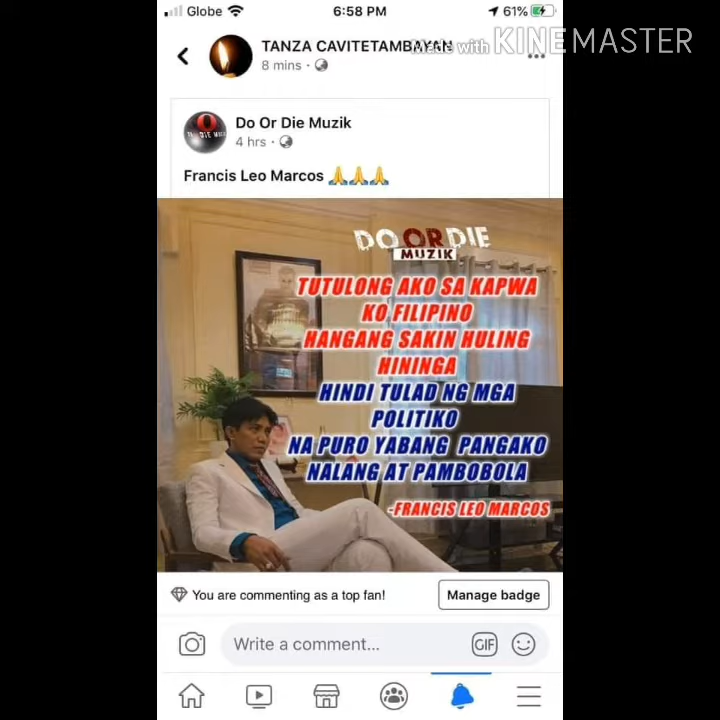 Globe
6:58 PM
61%
TANZA CAVITETAMBAYAN
Made with KINEMASTER
8 mins
Do Or Die Muzik
4 hrs
Francis Leo Marcos 🙏🙏🙏
DO OR DIE
MUZIK
TUTULONG AKO SA KAPWA
KO FILIPINO
HANGANG SAKIN HULING
HININGA
HINDI TULAD NG MGA
POLITIKO
NA PURO YABANG PANGAKO
NALANG AT PAMBOBOLA
-FRANCIS LEO MARCOS
You are commenting as a top fan!
Manage badge
Write a comment...
GIF